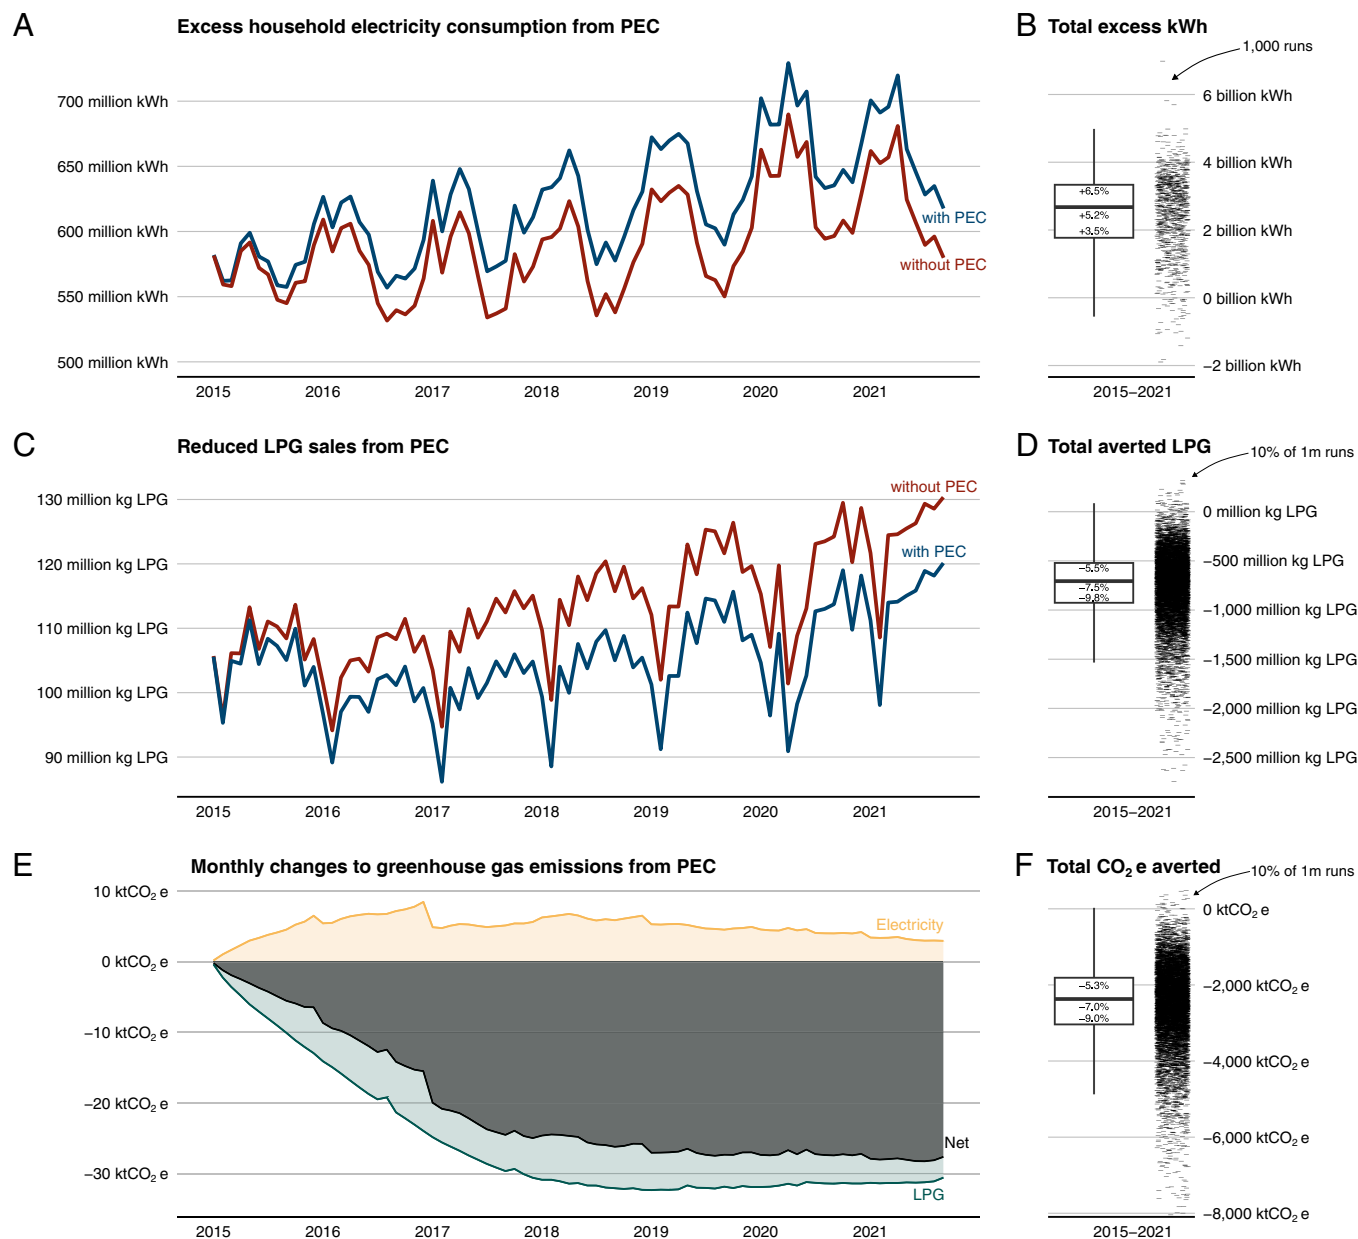 A
Excess household electricity consumption from PEC
700 million kWh
650 million kWh
600 million kWh
550 million kWh
500 million kWh
with PEC
without PEC
2015 2016 2017 2018 2019 2020 2021
B
Total excess kWh
1,000 runs
6 billion kWh
4 billion kWh
2 billion kWh
0 billion kWh
−2 billion kWh
+6.5%
+5.2%
+3.5%
2015−2021
C
Reduced LPG sales from PEC
130 million kg LPG
120 million kg LPG
110 million kg LPG
100 million kg LPG
90 million kg LPG
without PEC
with PEC
2015 2016 2017 2018 2019 2020 2021
D
Total averted LPG
10% of 1m runs
0 million kg LPG
−500 million kg LPG
−1,000 million kg LPG
−1,500 million kg LPG
−2,000 million kg LPG
−2,500 million kg LPG
−5.5%
−7.5%
−9.8%
2015−2021
E
Monthly changes to greenhouse gas emissions from PEC
10 ktCO₂ e
0 ktCO₂ e
−10 ktCO₂ e
−20 ktCO₂ e
−30 ktCO₂ e
Electricity
Net
LPG
2015 2016 2017 2018 2019 2020 2021
F
Total CO₂ e averted
10% of 1m runs
0 ktCO₂ e
−2,000 ktCO₂ e
−4,000 ktCO₂ e
−6,000 ktCO₂ e
−8,000 ktCO₂ e
−5.3%
−7.0%
−9.0%
2015−2021